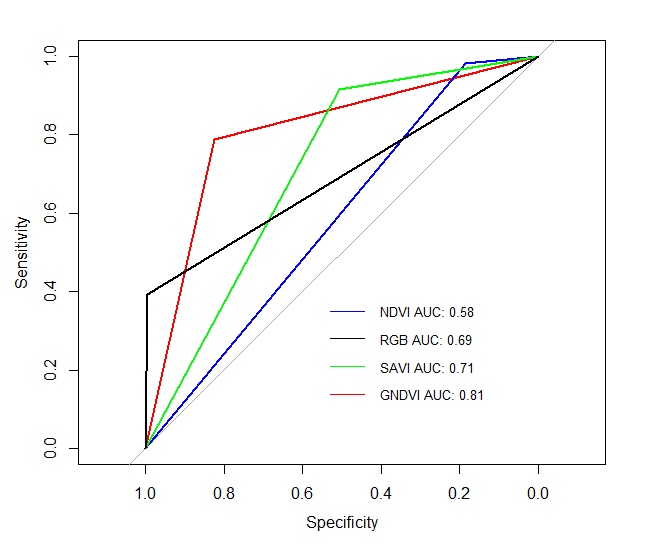 1.0
0.8
0.6
0.4
0.2
0.0
Sensitivity
NDVI AUC: 0.58
RGB AUC: 0.69
SAVI AUC: 0.71
GNDVI AUC: 0.81
1.0 0.8 0.6 0.4 0.2 0.0
Specificity